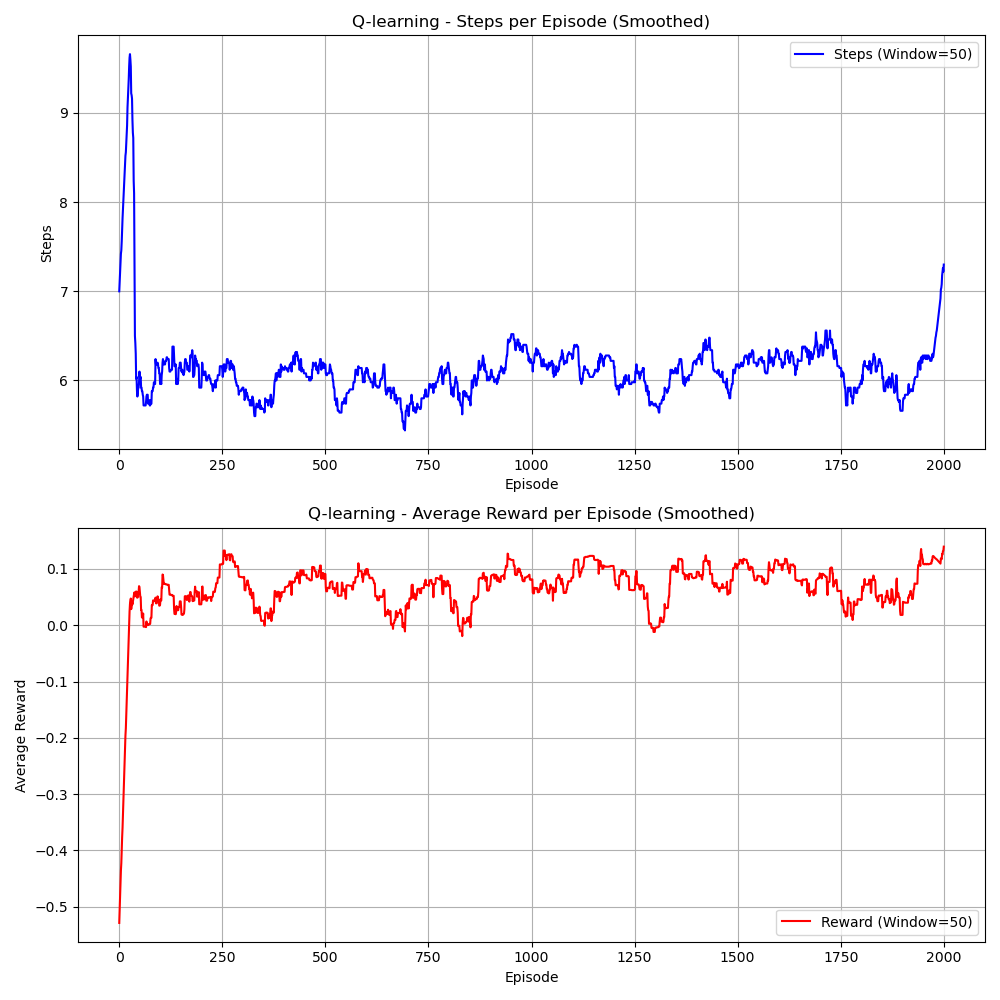 Q-learning - Steps per Episode (Smoothed)
Steps (Window=50)
9
8
7
6
Steps
0 250 500 750 1000 1250 1500 1750 2000
Episode
Q-learning - Average Reward per Episode (Smoothed)
0.1
0.0
−0.1
−0.2
−0.3
−0.4
−0.5
Average Reward
Reward (Window=50)
0 250 500 750 1000 1250 1500 1750 2000
Episode